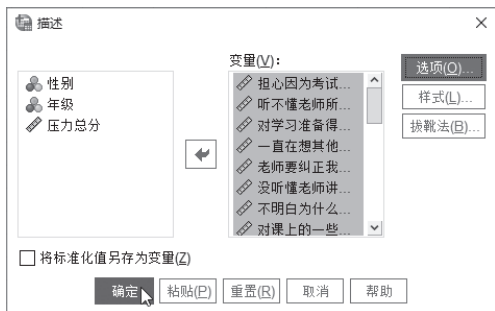 描述
性别
年级
压力总分
变量(V):
担心因为考试...
听不懂老师所...
对学习准备得...
一直在想其他...
老师要纠正我...
没听懂老师讲...
不明白为什么...
对课上的一些...
选项(O)...
样式(L)...
拔靴法(B)...
将标准化值另存为变量(Z)
确定 粘贴(P) 重置(R) 取消 帮助